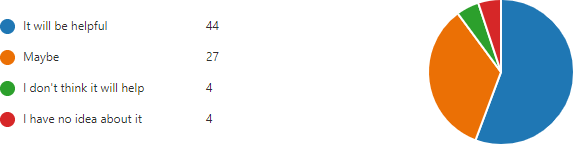 It will be helpful 44
Maybe 27
I don't think it will help 4
I have no idea about it 4